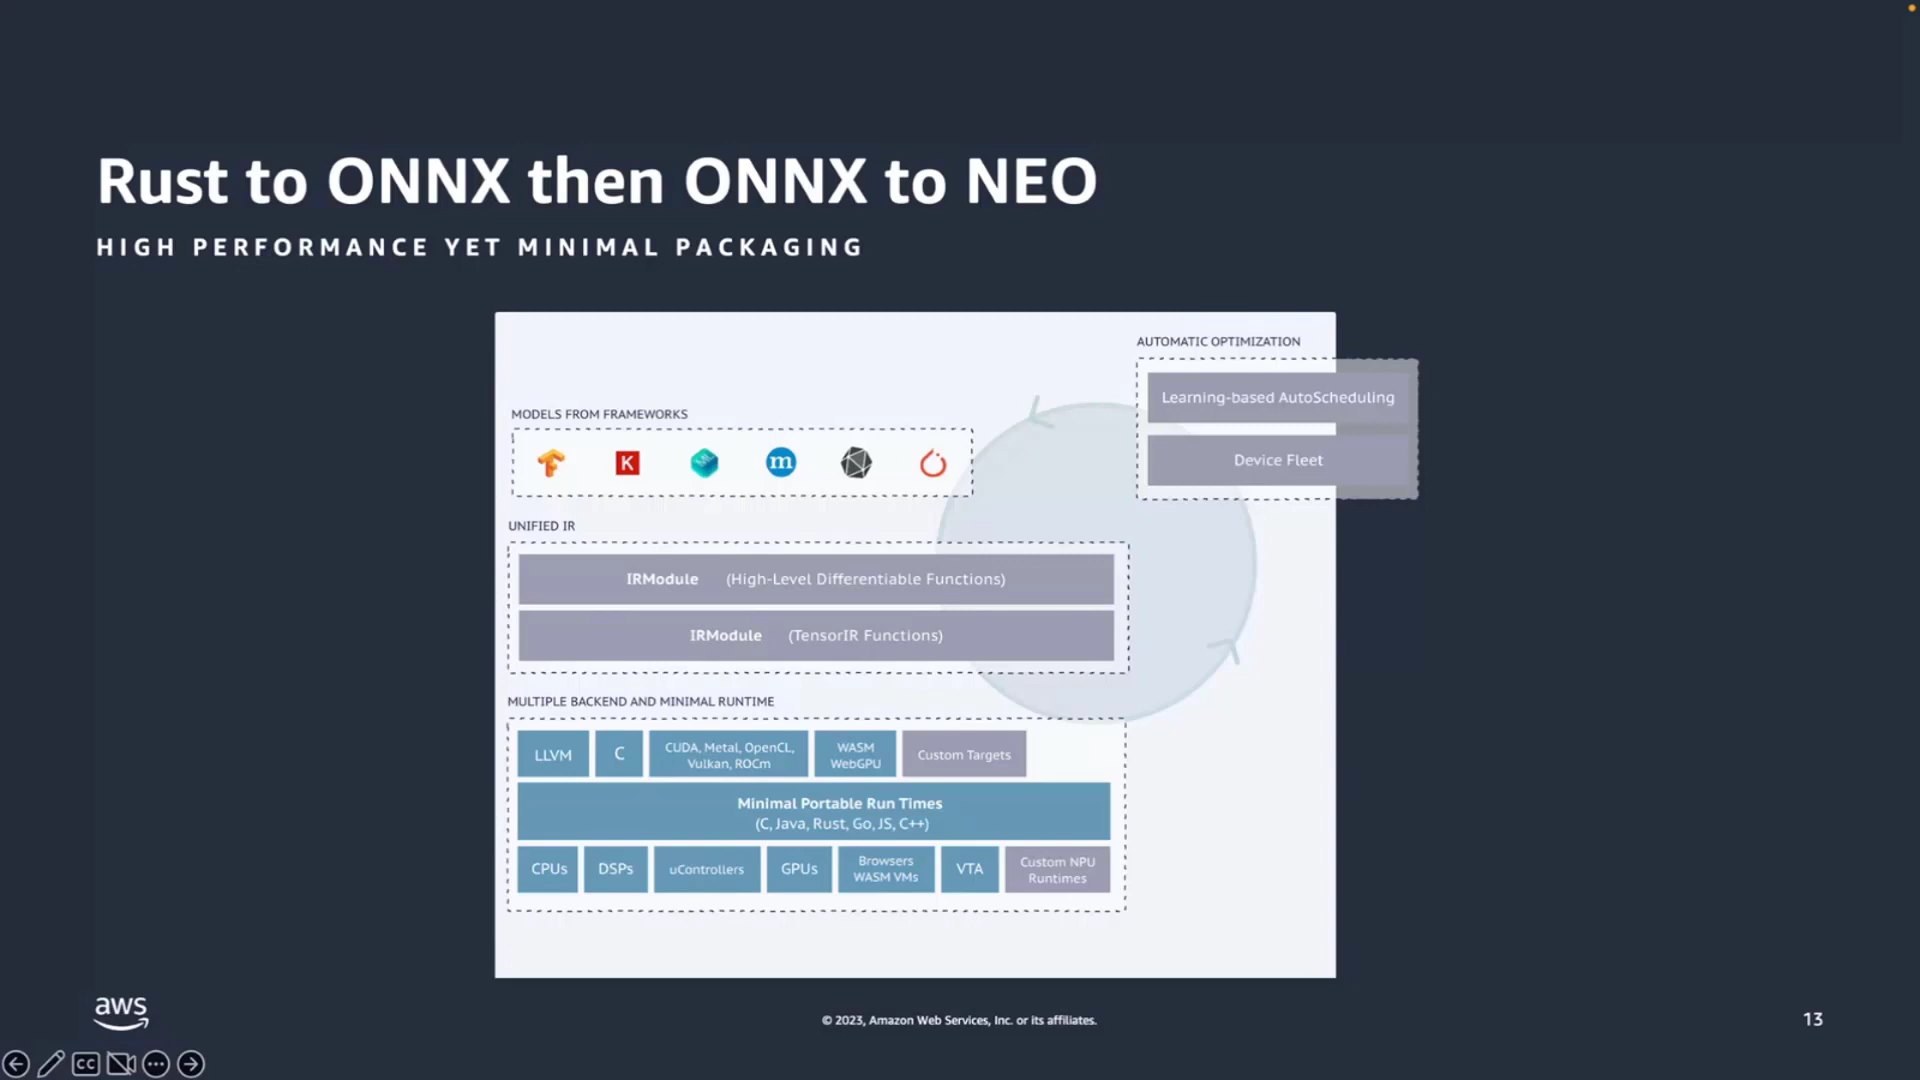 Rust to ONNX then ONNX to NEO
HIGH PERFORMANCE YET MINIMAL PACKAGING
AUTOMATIC OPTIMIZATION
Learning-based AutoScheduling
Device Fleet
MODELS FROM FRAMEWORKS
K
m
UNIFIED IR
IRModule (High-Level Differentiable Functions)
IRModule (TensorIR Functions)
MULTIPLE BACKEND AND MINIMAL RUNTIME
LLVM
C
CUDA, Metal, OpenCL,
Vulkan, ROCm
WASM
WebGPU
Custom Targets
Minimal Portable Run Times
(C, Java, Rust, Go, JS, C++)
CPUs
DSPs
uControllers
GPUs
Browsers
WASM VMs
VTA
Custom NPU
Runtimes
aws
© 2023, Amazon Web Services, Inc. or its affiliates.
13
CC